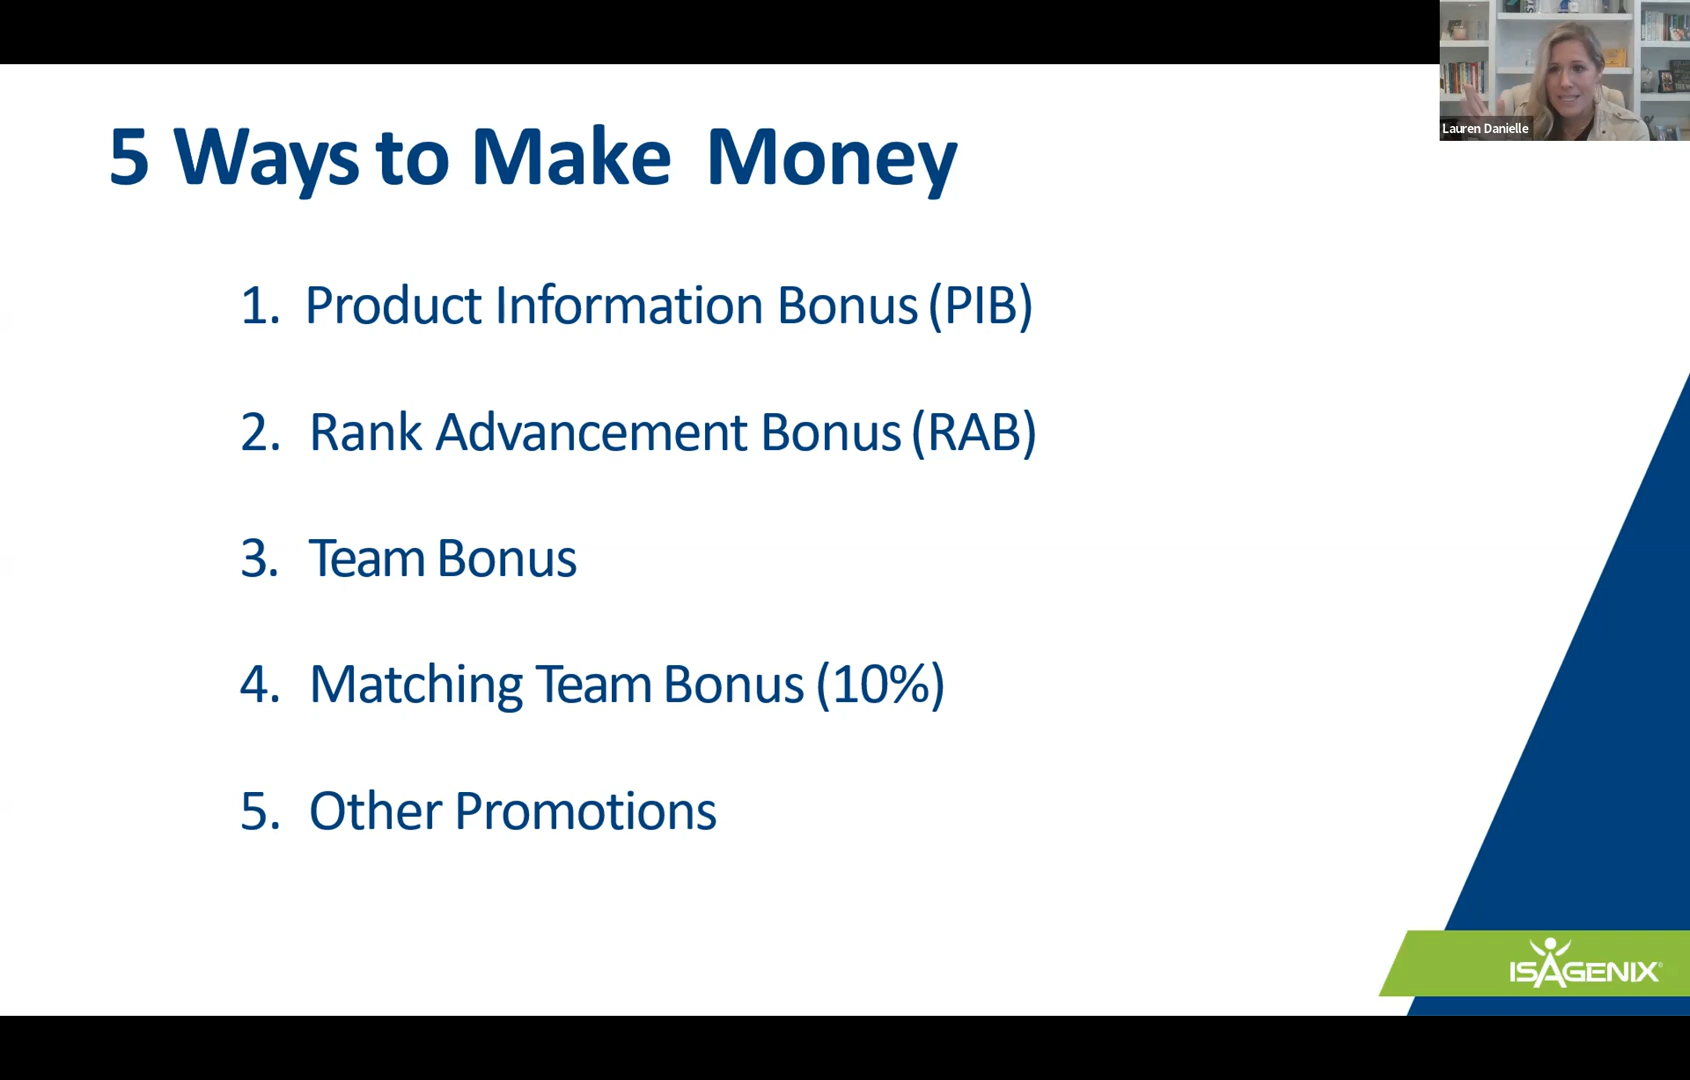 Lauren Danielle
5 Ways to Make Money
1. Product Information Bonus (PIB)
2. Rank Advancement Bonus (RAB)
3. Team Bonus
4. Matching Team Bonus (10%)
5. Other Promotions
ISAGENIX